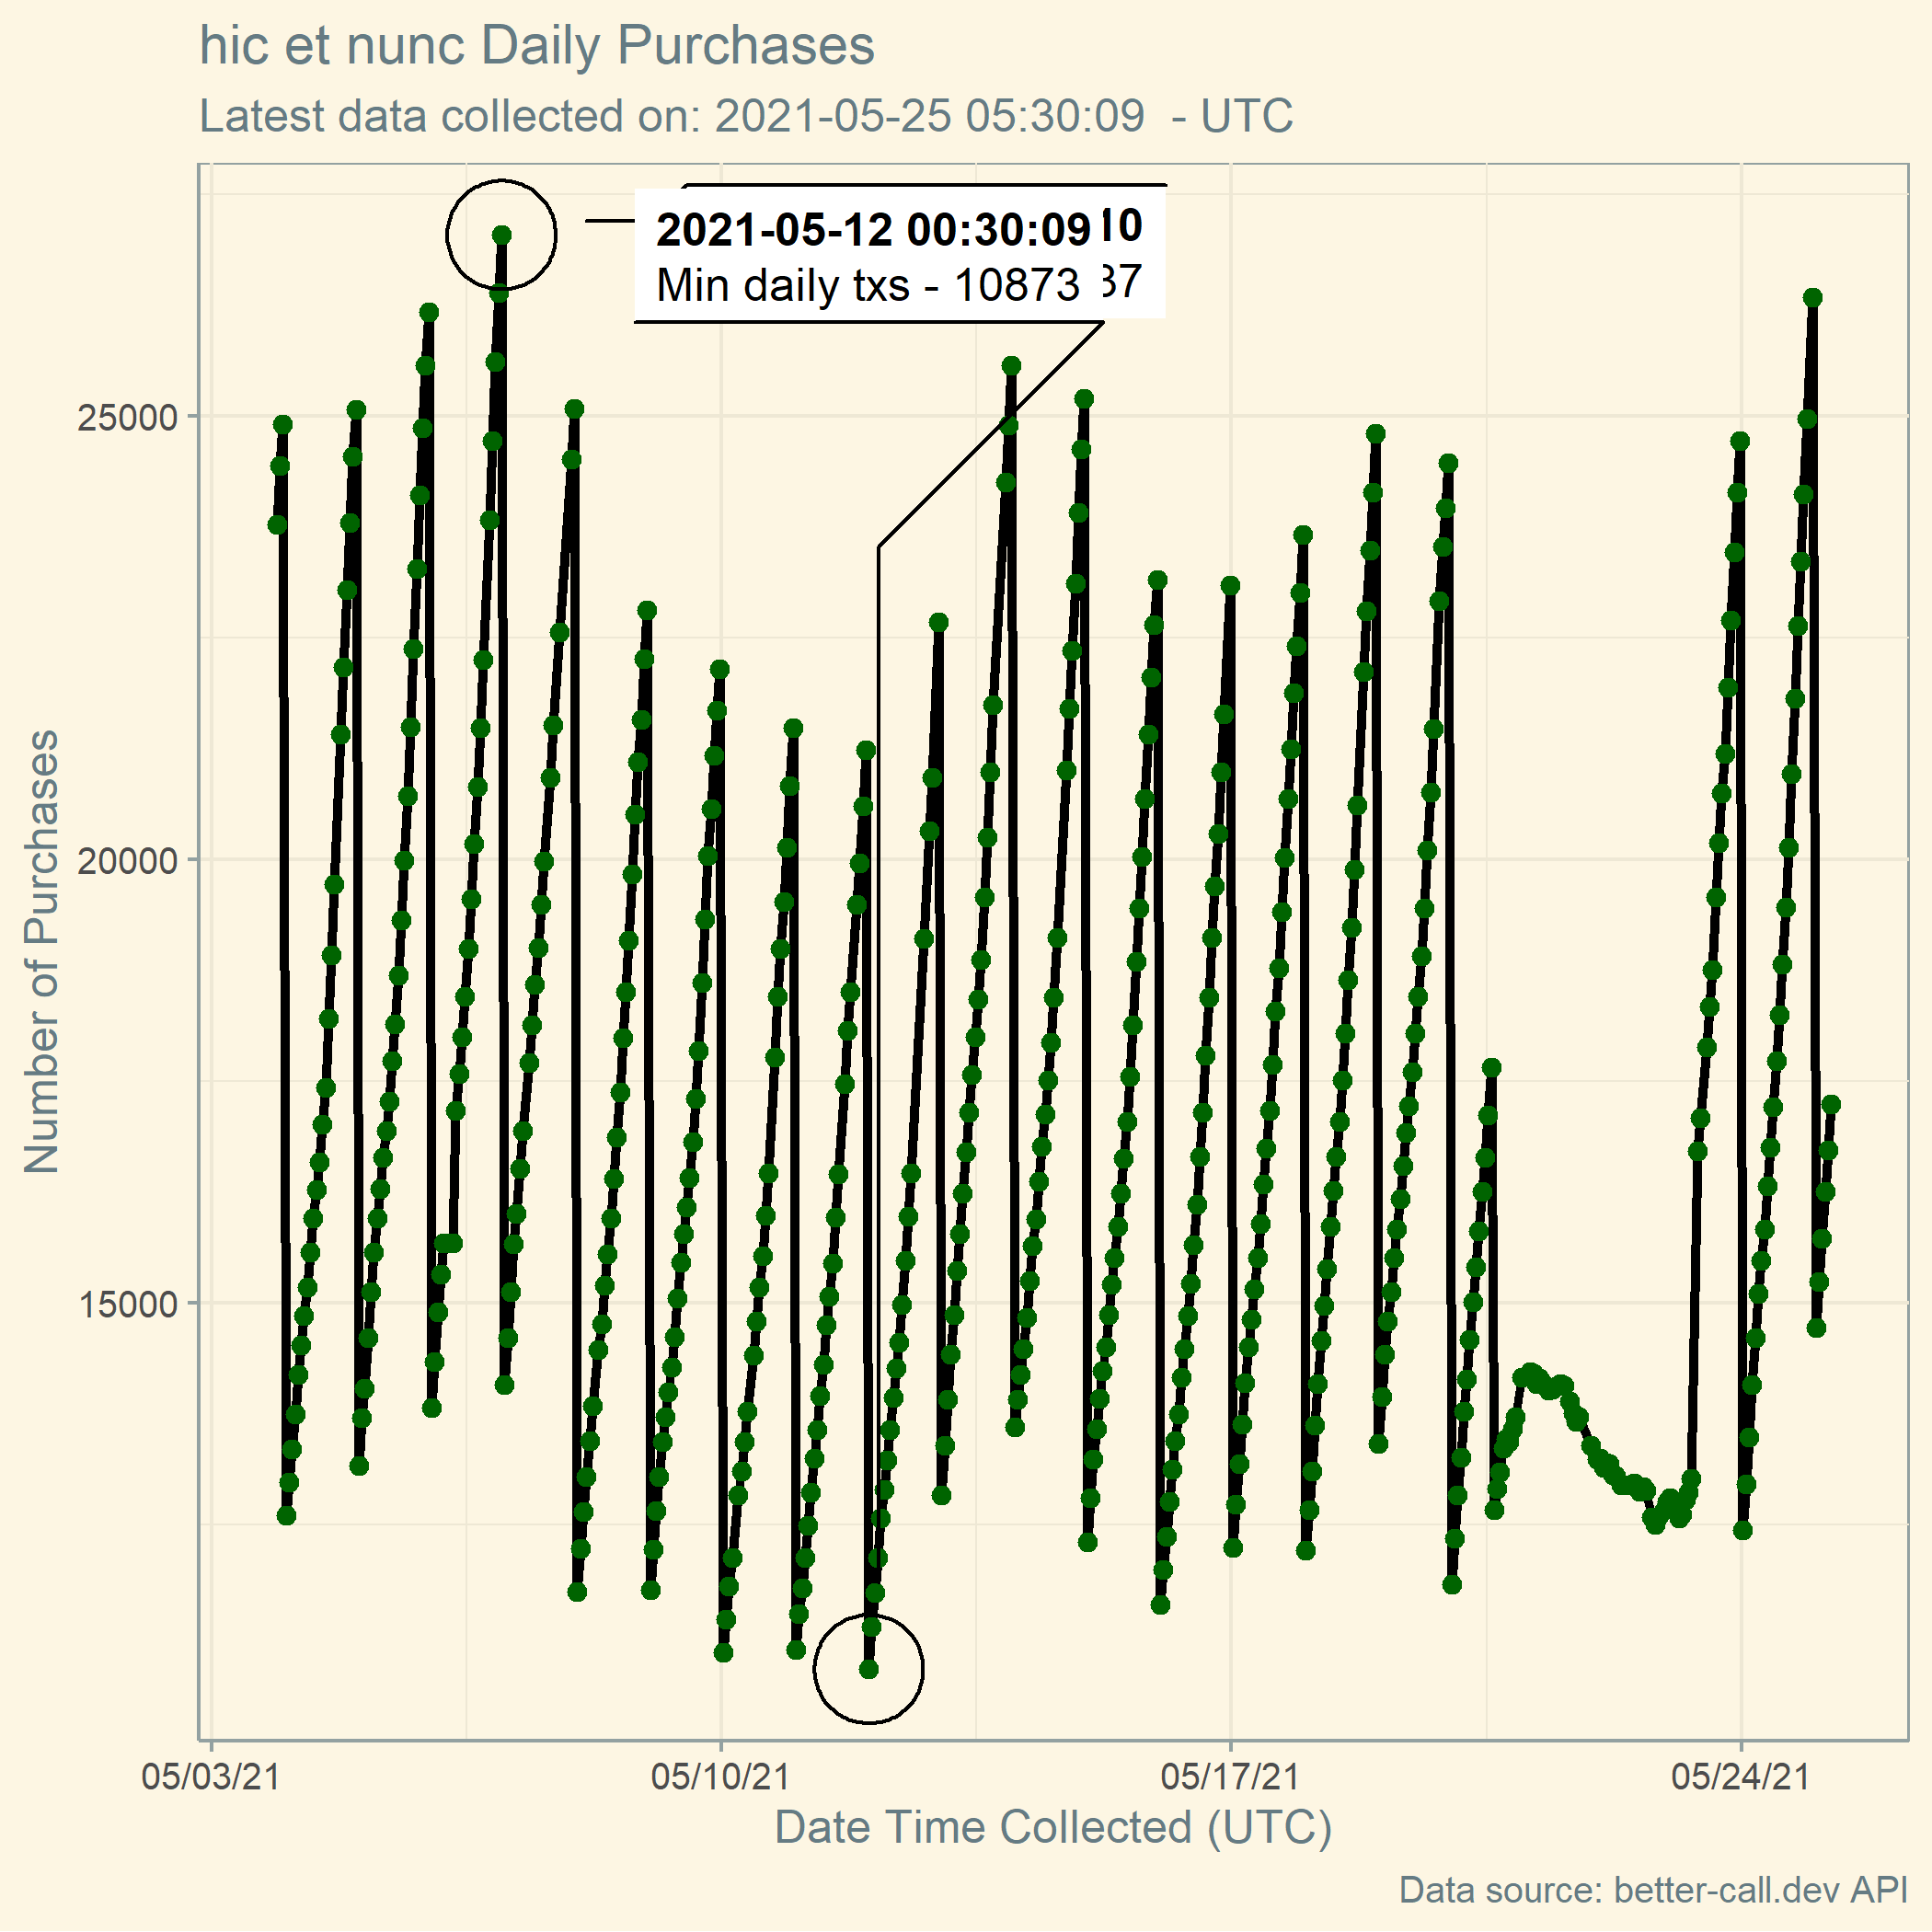 hic et nunc Daily Purchases
Latest data collected on: 2021-05-25 05:30:09 - UTC
2021-05-12 00:30:09 10
Min daily txs - 10873 37
25000
20000
15000
Number of Purchases
05/03/21 05/10/21 05/17/21 05/24/21
Date Time Collected (UTC)
Data source: better-call.dev API